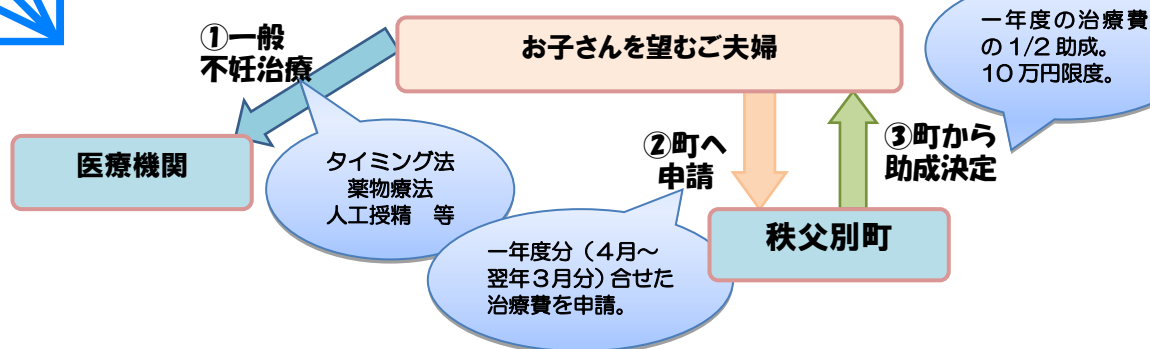 ①一般
不妊治療
お子さんを望むご夫婦
一年度の治療費
の1/2助成。
10万円限度。
医療機関
タイミング法
薬物療法
人工授精　等
②町へ
申請
③町から
助成決定
一年度分（4月～
翌年3月分）合せた
治療費を申請。
秩父別町